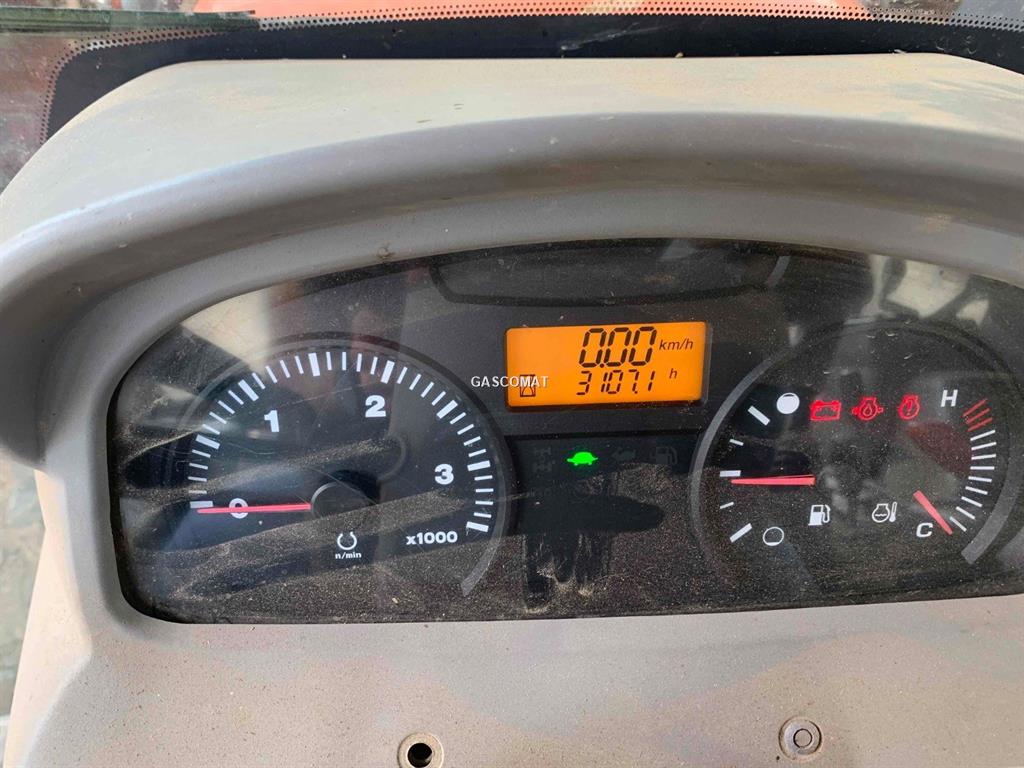 0.00 km/h
3107.1 h
GASCOMAT
0 1 2 3
n/min
x1000
H
C